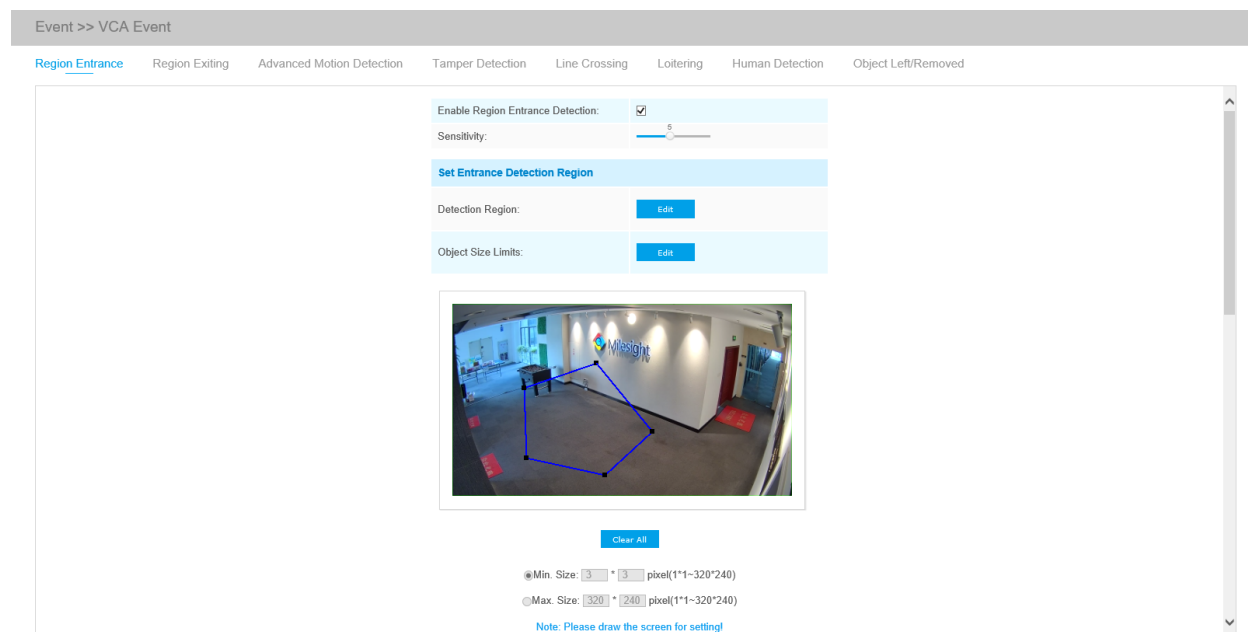 Event >> VCA Event
Region Entrance Region Exiting Advanced Motion Detection Tamper Detection Line Crossing Loitering Human Detection Object Left/Removed
Enable Region Entrance Detection:
5
Sensitivity:
Set Entrance Detection Region
Detection Region: Edit
Object Size Limits: Edit
Milesight
Clear All
Min. Size: 3 * 3 pixel(1*1~320*240)
Max. Size: 320 * 240 pixel(1*1~320*240)
Note: Please draw the screen for setting!